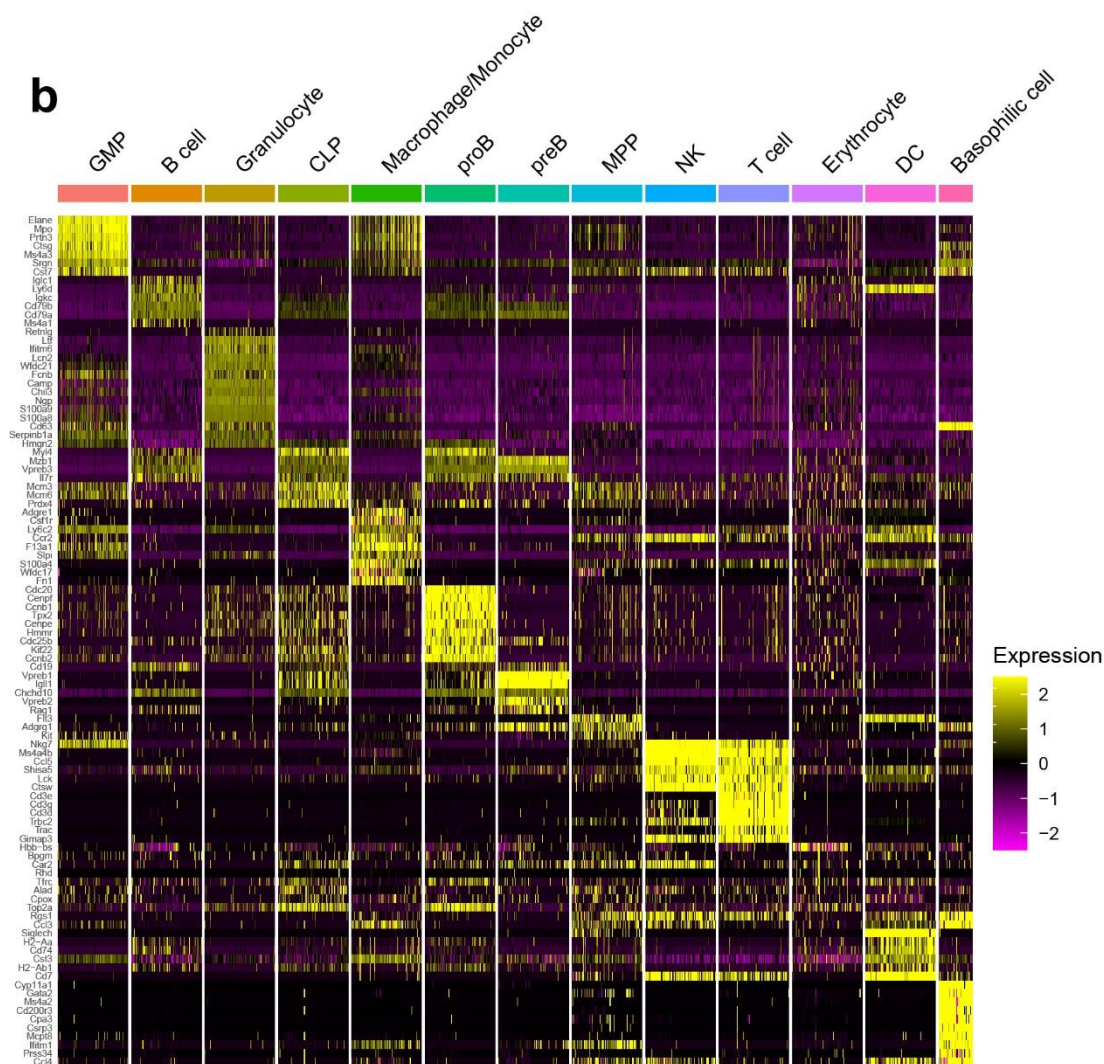 b
GMP
B cell
Granulocyte
CLP
Macrophage/Monocyte
proB
preB
MPP
NK
T cell
Erythrocyte
DC
Basophilic cell
Elane
Mpo
Prtn3
Ctsg
Ms4a3
Srgn
Cst7
Iglc1
Ly6d
Igkc
Cd79b
Cd79a
Ms4a1
Retnlg
Ltf
Ifitm6
Lcn2
Wfdc21
Fcnb
Camp
Chil3
Ngp
S100a9
S100a8
Cd63
Serpinb1a
Hmgn2
Myl4
Mzb1
Vpreb3
Il7r
Mcm3
Mcm6
Prdx4
Adgre1
Csf1r
Ly6c2
Ccr2
F13a1
Slpi
S100a4
Wfdc17
Fn1
Cdc20
Cenpf
Ccnb1
Tpx2
Cenpe
Hmmr
Cdc25b
Kif22
Ccnb2
Cd19
Vpreb1
Igll1
Chchd10
Vpreb2
Rag1
Flt3
Adgrg1
Kit
Nkg7
Ms4a4b
Ccl5
Shisa5
Lck
Ctsw
Cd3e
Cd3g
Cd3d
Trbc2
Trac
Gimap3
Hbb-bs
Bpgm
Car2
Rhd
Tfrc
Alad
Cpox
Top2a
Rgs1
Ccl3
Siglech
H2-Aa
Cd74
Cst3
H2-Ab1
Cd7
Cyp11a1
Gata2
Ms4a2
Cd200r3
Cpa3
Csrp3
Mcpt8
Ifitm1
Prss34
Ccl4
Expression
2
1
0
−1
−2